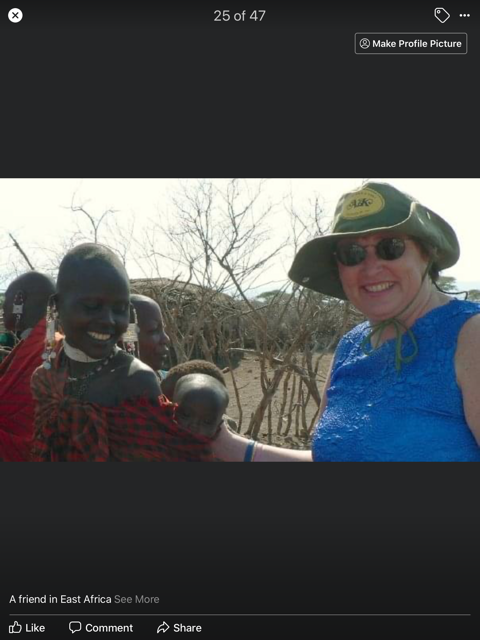 25 of 47
Make Profile Picture
A friend in East Africa See More
Like Comment Share